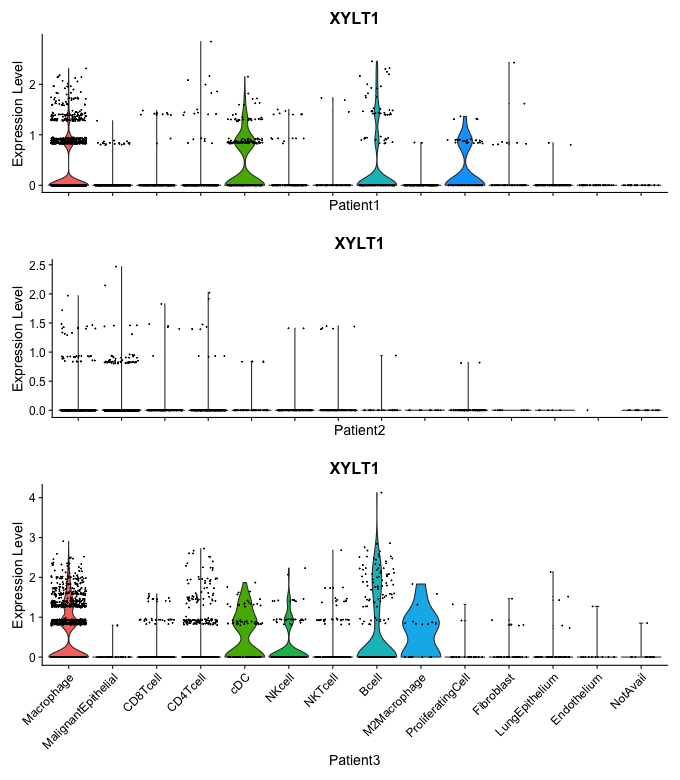 XYLT1
Expression Level
2
1
0
Patient1
XYLT1
Expression Level
2.5
2.0
1.5
1.0
0.5
0.0
Patient2
XYLT1
Expression Level
4
3
2
1
0
Macrophage
MalignantEpithelial
CD8Tcell
CD4Tcell
cDC
NKcell
NKTcell
Bcell
M2Macrophage
ProliferatingCell
Fibroblast
LungEpithelium
Endothelium
NotAvail
Patient3